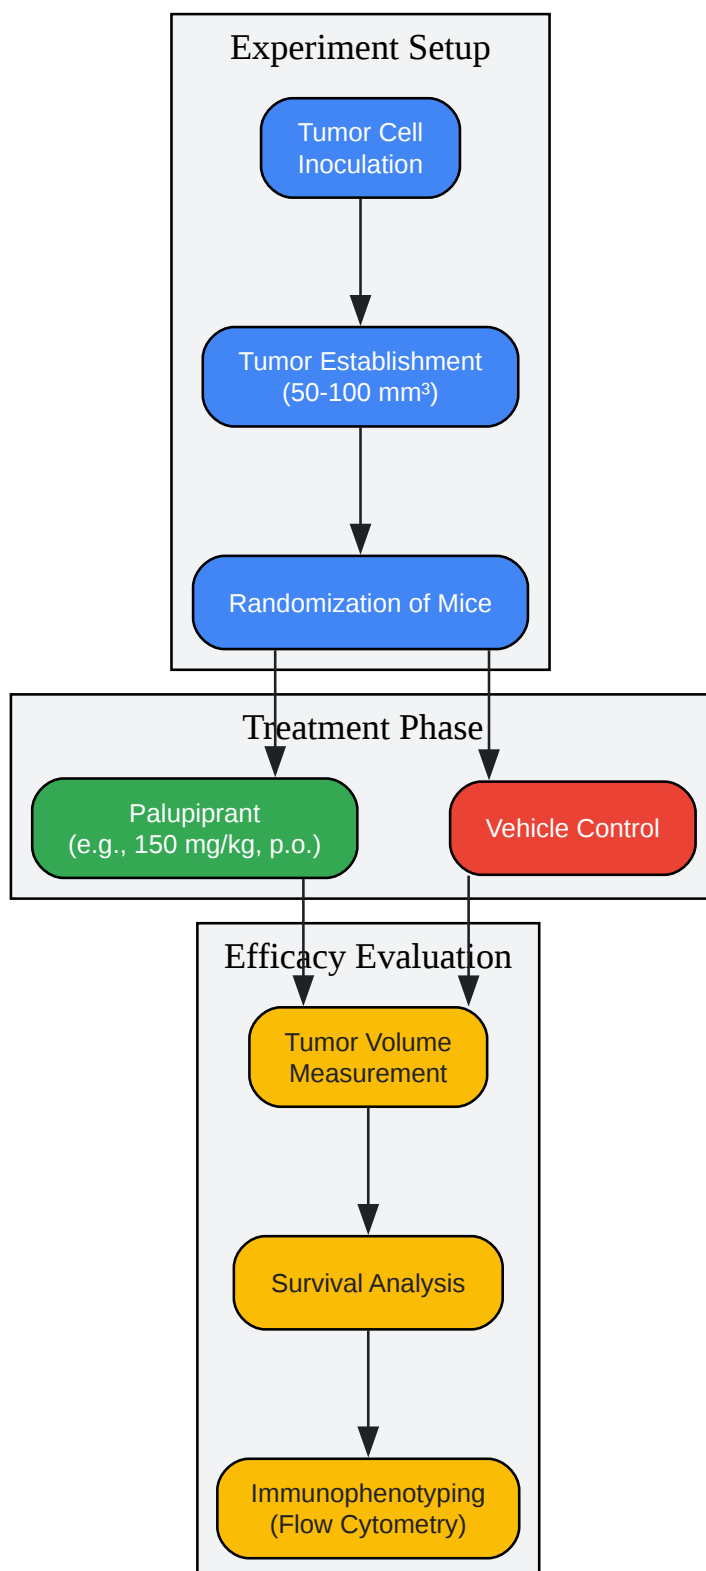 Experiment Setup
Tumor Cell
Inoculation
Tumor Establishment
(50-100 mm³)
Randomization of Mice
Treatment Phase
Palupiprant
(e.g., 150 mg/kg, p.o.)
Vehicle Control
Efficacy Evaluation
Tumor Volume
Measurement
Survival Analysis
Immunophenotyping
(Flow Cytometry)